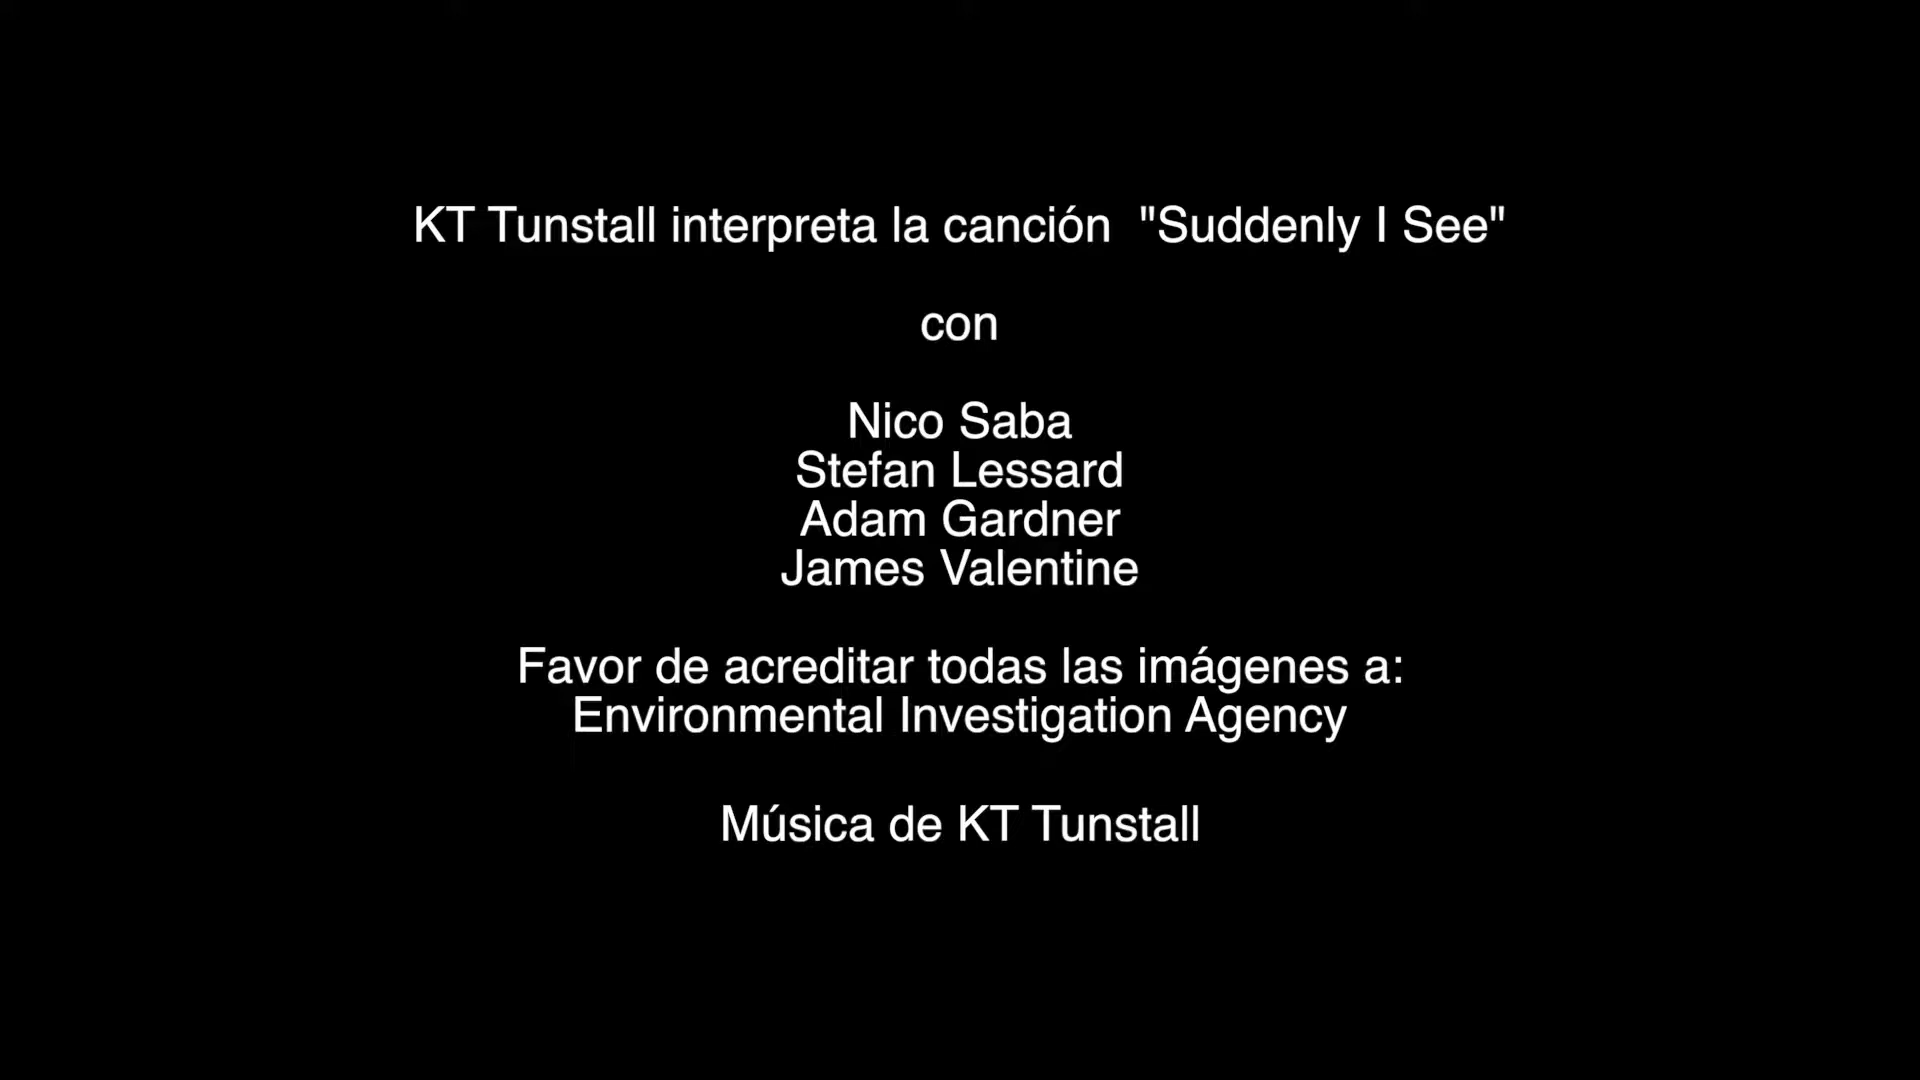 KT Tunstall interpreta la canción  "Suddenly I See"
con
Nico Saba
Stefan Lessard
Adam Gardner
James Valentine
Favor de acreditar todas las imágenes a:
Environmental Investigation Agency
Música de KT Tunstall